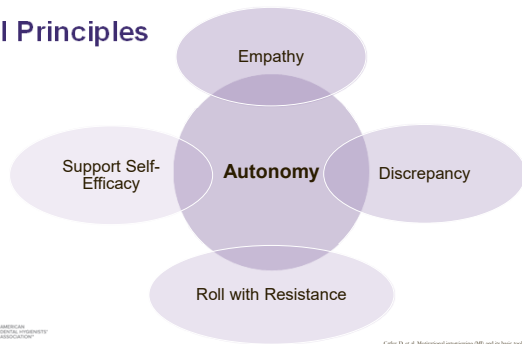 I Principles
Empathy
Support Self-
Efficacy
Autonomy
Discrepancy
Roll with Resistance
AMERICAN
DENTAL HYGIENISTS'
ASSOCIATION